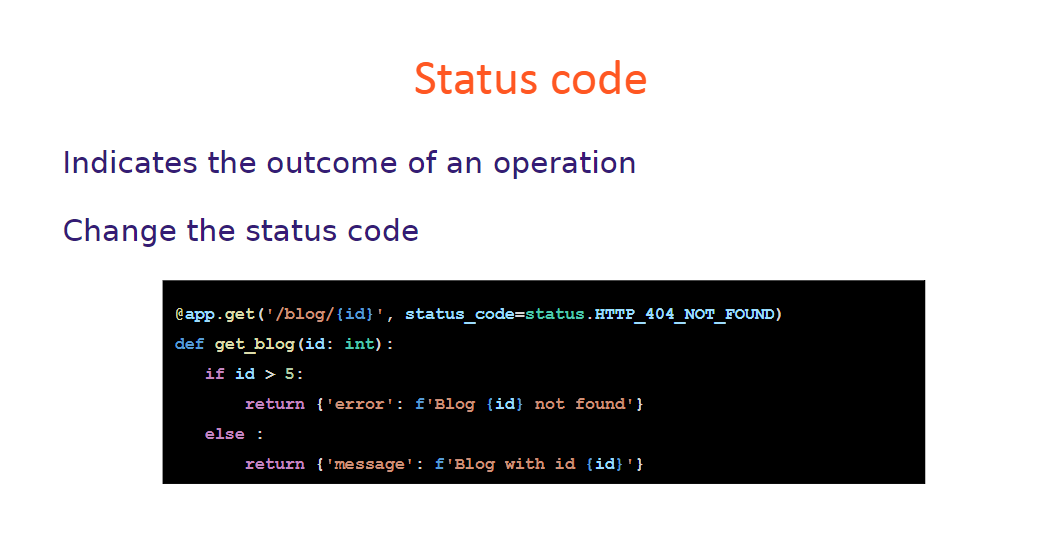 Status code
Indicates the outcome of an operation
Change the status code
@app.get('/blog/{id}', status_code=status.HTTP_404_NOT_FOUND)
def get_blog(id: int):
   if id > 5:
       return {'error': f'Blog {id} not found'}
   else :
       return {'message': f'Blog with id {id}'}